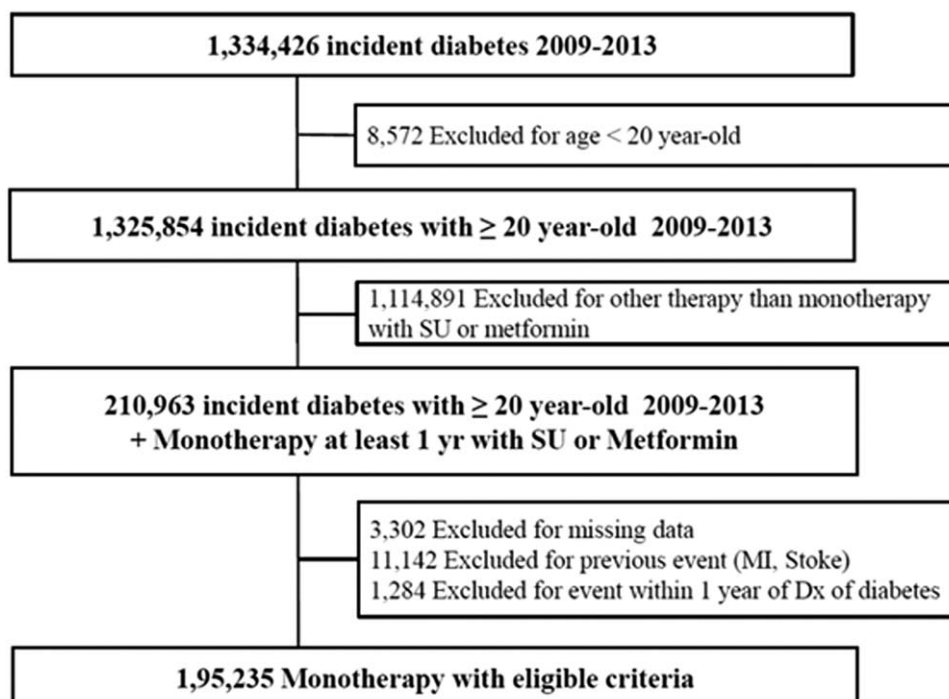 1,334,426 incident diabetes 2009-2013
8,572 Excluded for age < 20 year-old
1,325,854 incident diabetes with ≥ 20 year-old 2009-2013
1,114,891 Excluded for other therapy than monotherapy
with SU or metformin
210,963 incident diabetes with ≥ 20 year-old 2009-2013
+ Monotherapy at least 1 yr with SU or Metformin
3,302 Excluded for missing data
11,142 Excluded for previous event (MI, Stoke)
1,284 Excluded for event within 1 year of Dx of diabetes
1,95,235 Monotherapy with eligible criteria